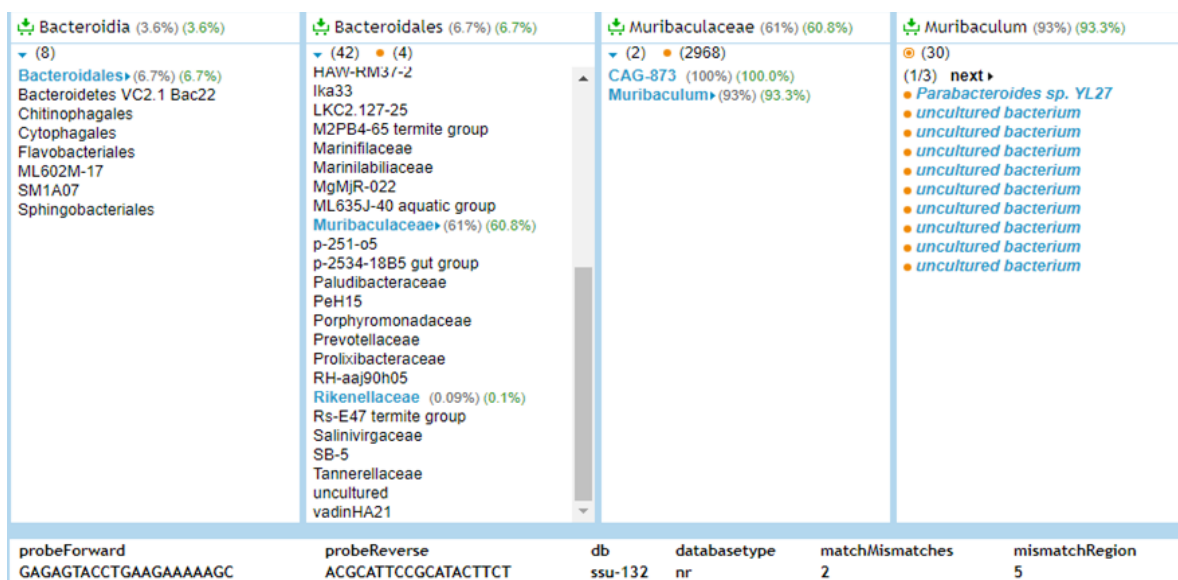 Bacteroidia (3.6%) (3.6%)
(8)
Bacteroidales (6.7%) (6.7%)
Bacteroidetes VC2.1 Bac22
Chitinophagales
Cytophagales
Flavobacteriales
ML602M-17
SM1A07
Sphingobacteriales
Bacteroidales (6.7%) (6.7%)
(42) (4)
HAW-RM37-2
lka33
LKC2.127-25
M2PB4-65 termite group
Marinifilaceae
Marinilabiliaceae
MgMjR-022
ML635J-40 aquatic group
Muribaculaceae (61%) (60.8%)
p-251-o5
p-2534-18B5 gut group
Paludibacteraceae
PeH15
Porphyromonadaceae
Prevotellaceae
Prolixibacteraceae
RH-aaj90h05
Rikenellaceae (0.09%) (0.1%)
Rs-E47 termite group
Salinivirgaceae
SB-5
Tannerellaceae
uncultured
vadinHA21
Muribaculaceae (61%) (60.8%)
(2) (2968)
CAG-873 (100%) (100.0%)
Muribaculum (93%) (93.3%)
Muribaculum (93%) (93.3%)
(30)
(1/3) next
Parabacteroides sp. YL27
uncultured bacterium
uncultured bacterium
uncultured bacterium
uncultured bacterium
uncultured bacterium
uncultured bacterium
uncultured bacterium
uncultured bacterium
uncultured bacterium
probeForward probeReverse db databasetype matchMismatches mismatchRegion
GAGAGTACCTGAAGAAAAAGC ACGCATTCCGCATACTTCT ssu-132 nr 2 5